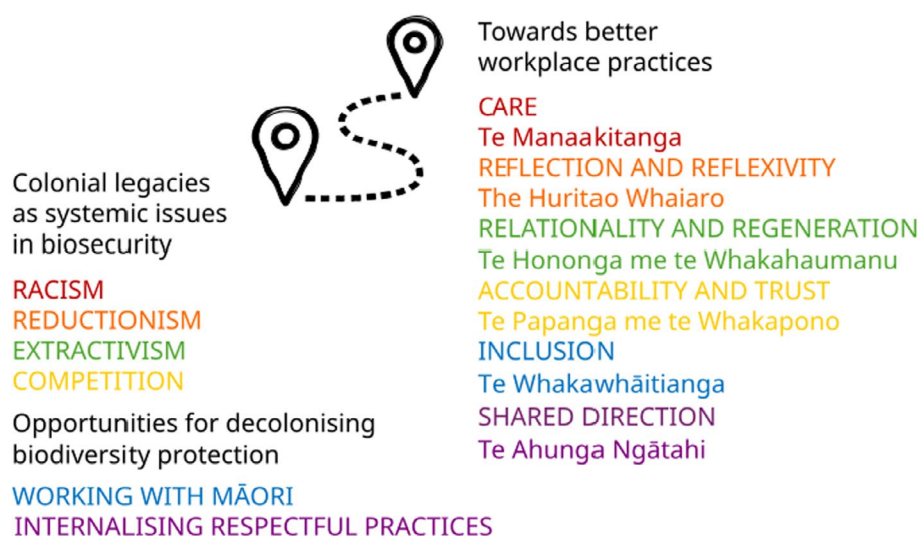 Colonial legacies
as systemic issues
in biosecurity
RACISM
REDUCTIONISM
EXTRACTIVISM
COMPETITION
Opportunities for decolonising
biodiversity protection
WORKING WITH MĀORI
INTERNALISING RESPECTFUL PRACTICES
Towards better
workplace practices
CARE
Te Manaakitanga
REFLECTION AND REFLEXIVITY
The Huritao Whaiaro
RELATIONALITY AND REGENERATION
Te Hononga me te Whakahaumanu
ACCOUNTABILITY AND TRUST
Te Papanga me te Whakapono
INCLUSION
Te Whakawhāitianga
SHARED DIRECTION
Te Ahunga Ngātahi